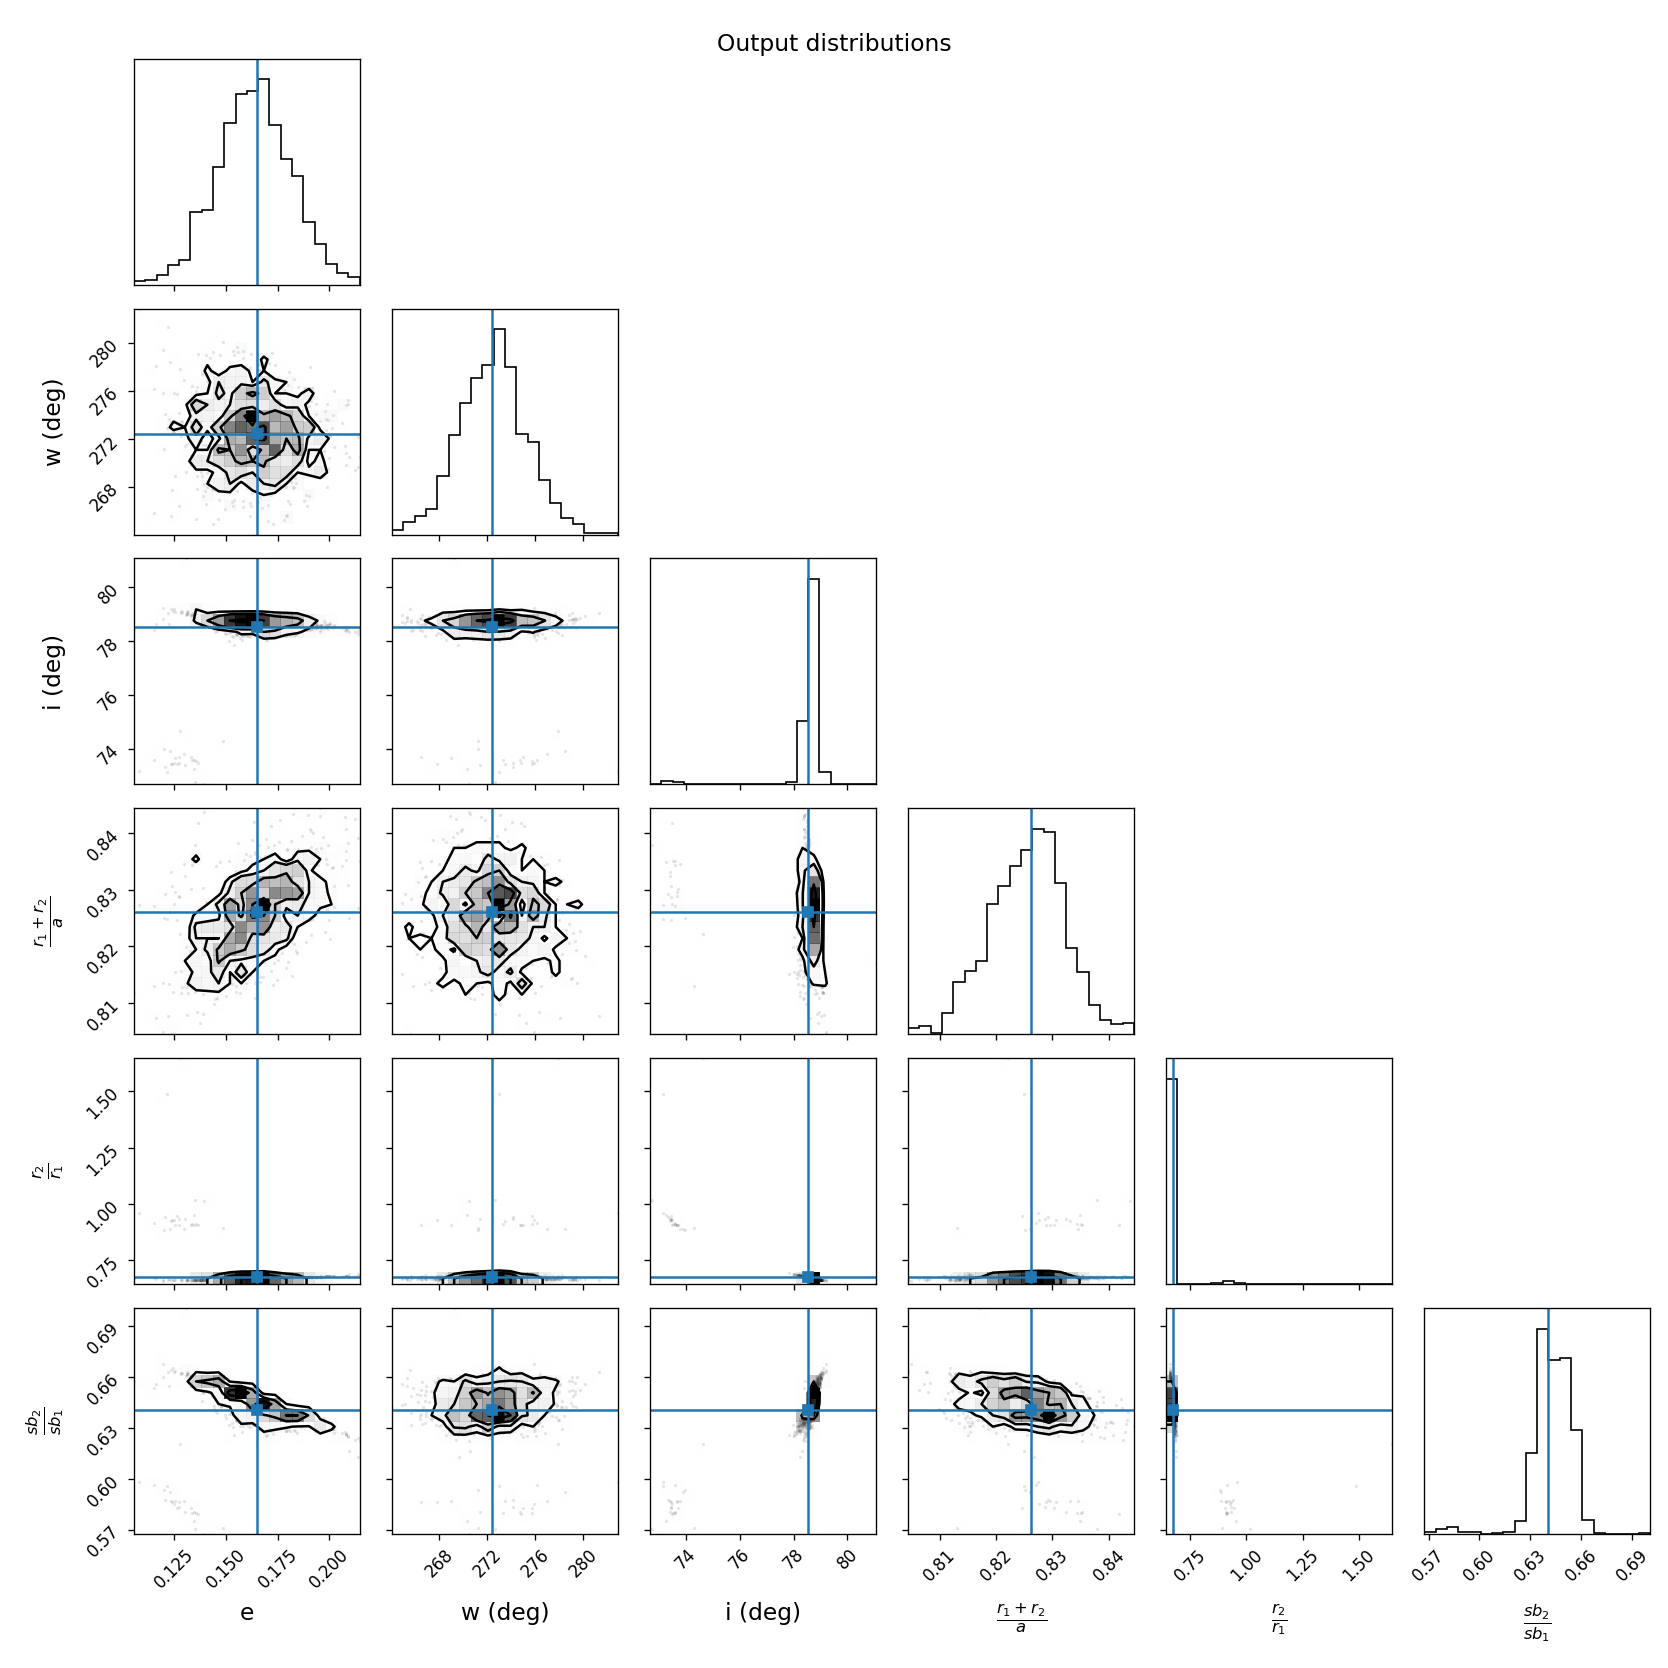 Output distributions
w (deg)
280
276
272
268
i (deg)
80
78
76
74
r₁ + r₂
a
0.84
0.83
0.82
0.81
r₂
r₁
1.50
1.25
1.00
0.75
sb₂
sb₁
0.69
0.66
0.63
0.60
0.57
0.125 0.150 0.175 0.200 268 272 276 280 74 76 78 80 0.81 0.82 0.83 0.84 0.75 1.00 1.25 1.50 0.57 0.60 0.63 0.66 0.69
e w (deg) i (deg) r₁ + r₂ r₂ sb₂
a r₁ sb₁